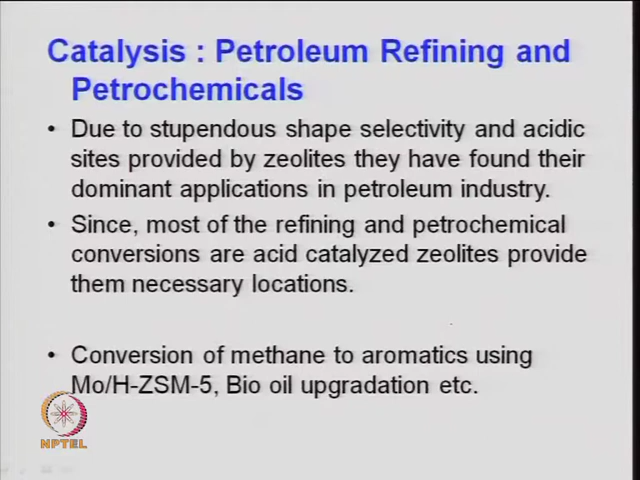 Catalysis : Petroleum Refining and
Petrochemicals
• Due to stupendous shape selectivity and acidic
sites provided by zeolites they have found their
dominant applications in petroleum industry.
• Since, most of the refining and petrochemical
conversions are acid catalyzed zeolites provide
them necessary locations.
• Conversion of methane to aromatics using
Mo/H-ZSM-5, Bio oil upgradation etc.
NPTEL